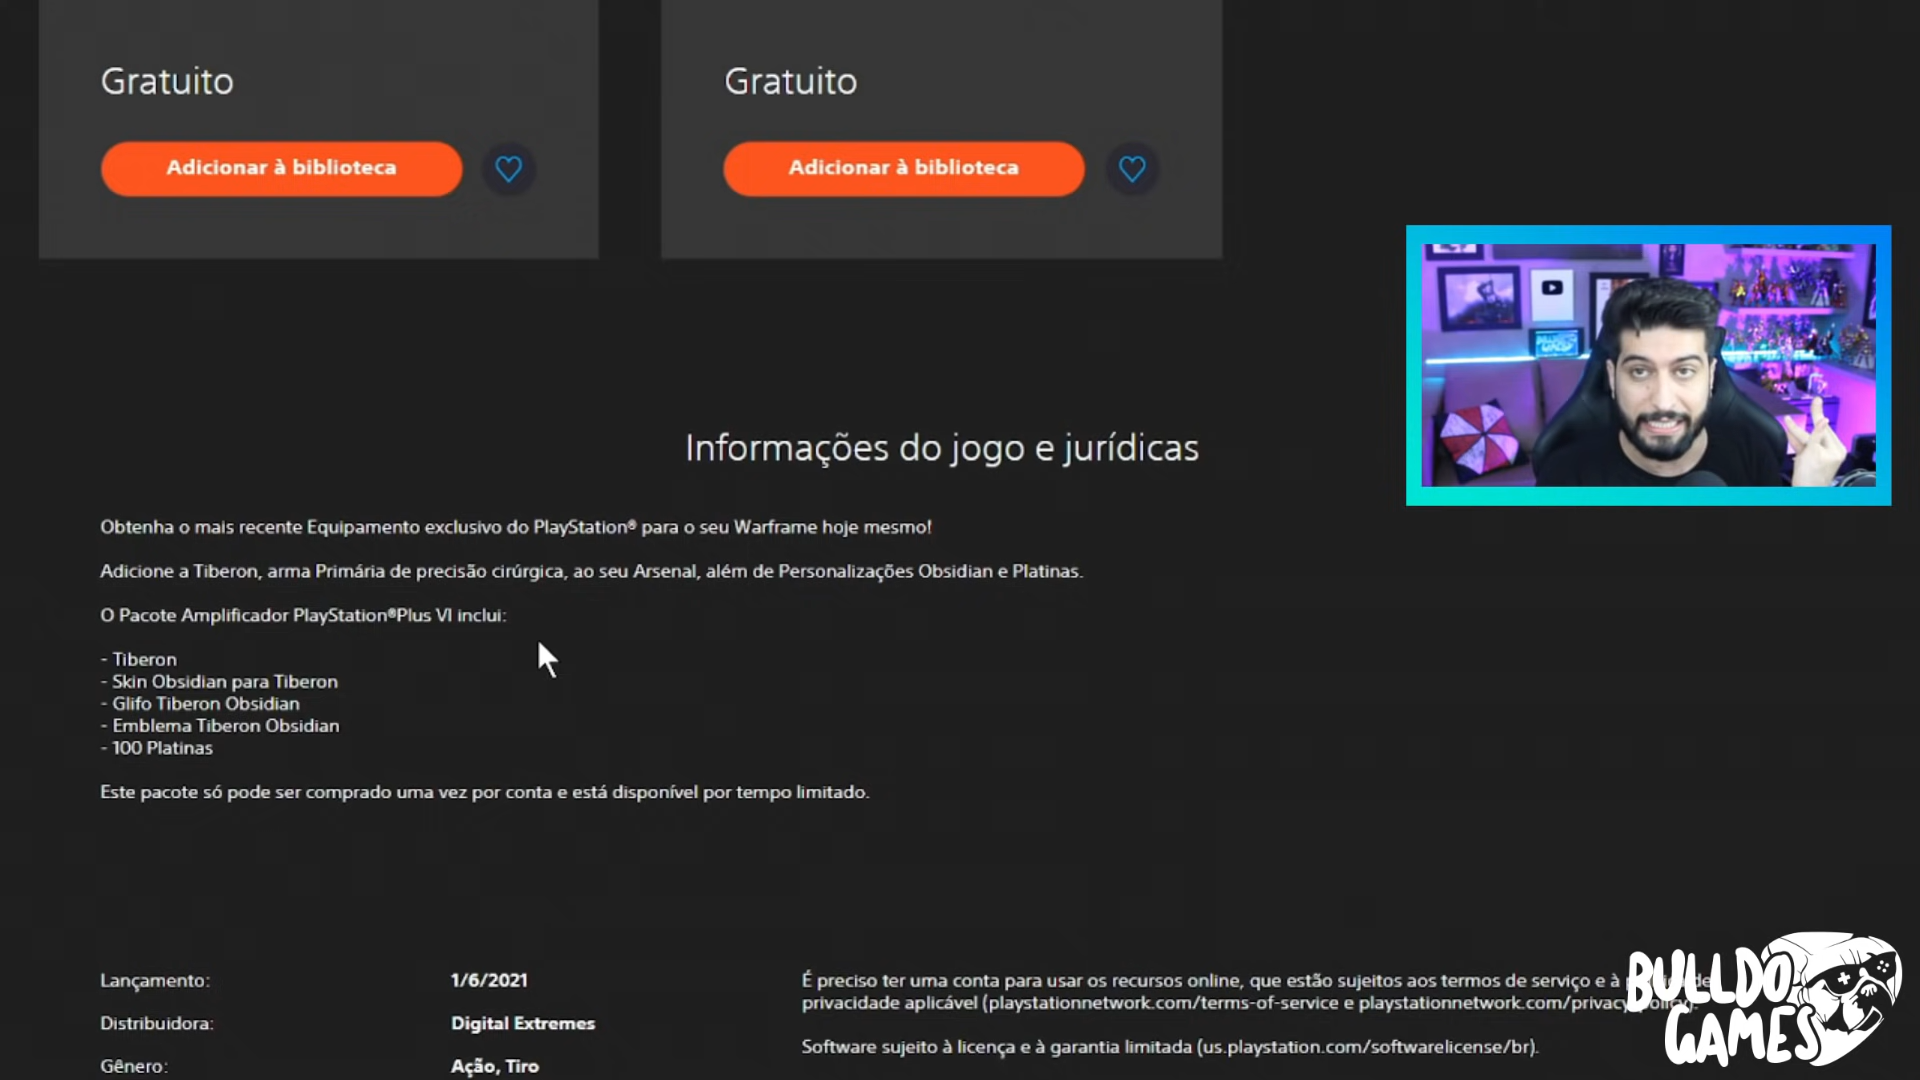 Gratuito
Gratuito
Adicionar à biblioteca
Adicionar à biblioteca
Informações do jogo e jurídicas
Obtenha o mais recente Equipamento exclusivo do PlayStation® para o seu Warframe hoje mesmo!
Adicione a Tiberon, arma Primária de precisão cirúrgica, ao seu Arsenal, além de Personalizações Obsidian e Platinas.
O Pacote Amplificador PlayStation®Plus VI inclui:
- Tiberon
- Skin Obsidian para Tiberon
- Glifo Tiberon Obsidian
- Emblema Tiberon Obsidian
- 100 Platinas
Este pacote só pode ser comprado uma vez por conta e está disponível por tempo limitado.
Lançamento: 1/6/2021
Distribuidora: Digital Extremes
Gênero: Ação, Tiro
É preciso ter uma conta para usar os recursos online, que estão sujeitos aos termos de serviço e à
privacidade aplicável (playstationnetwork.com/terms-of-service e playstationnetwork.com/privacy
Software sujeito à licença e à garantia limitada (us.playstation.com/softwarelicense/br).
BULLDO
GAMES